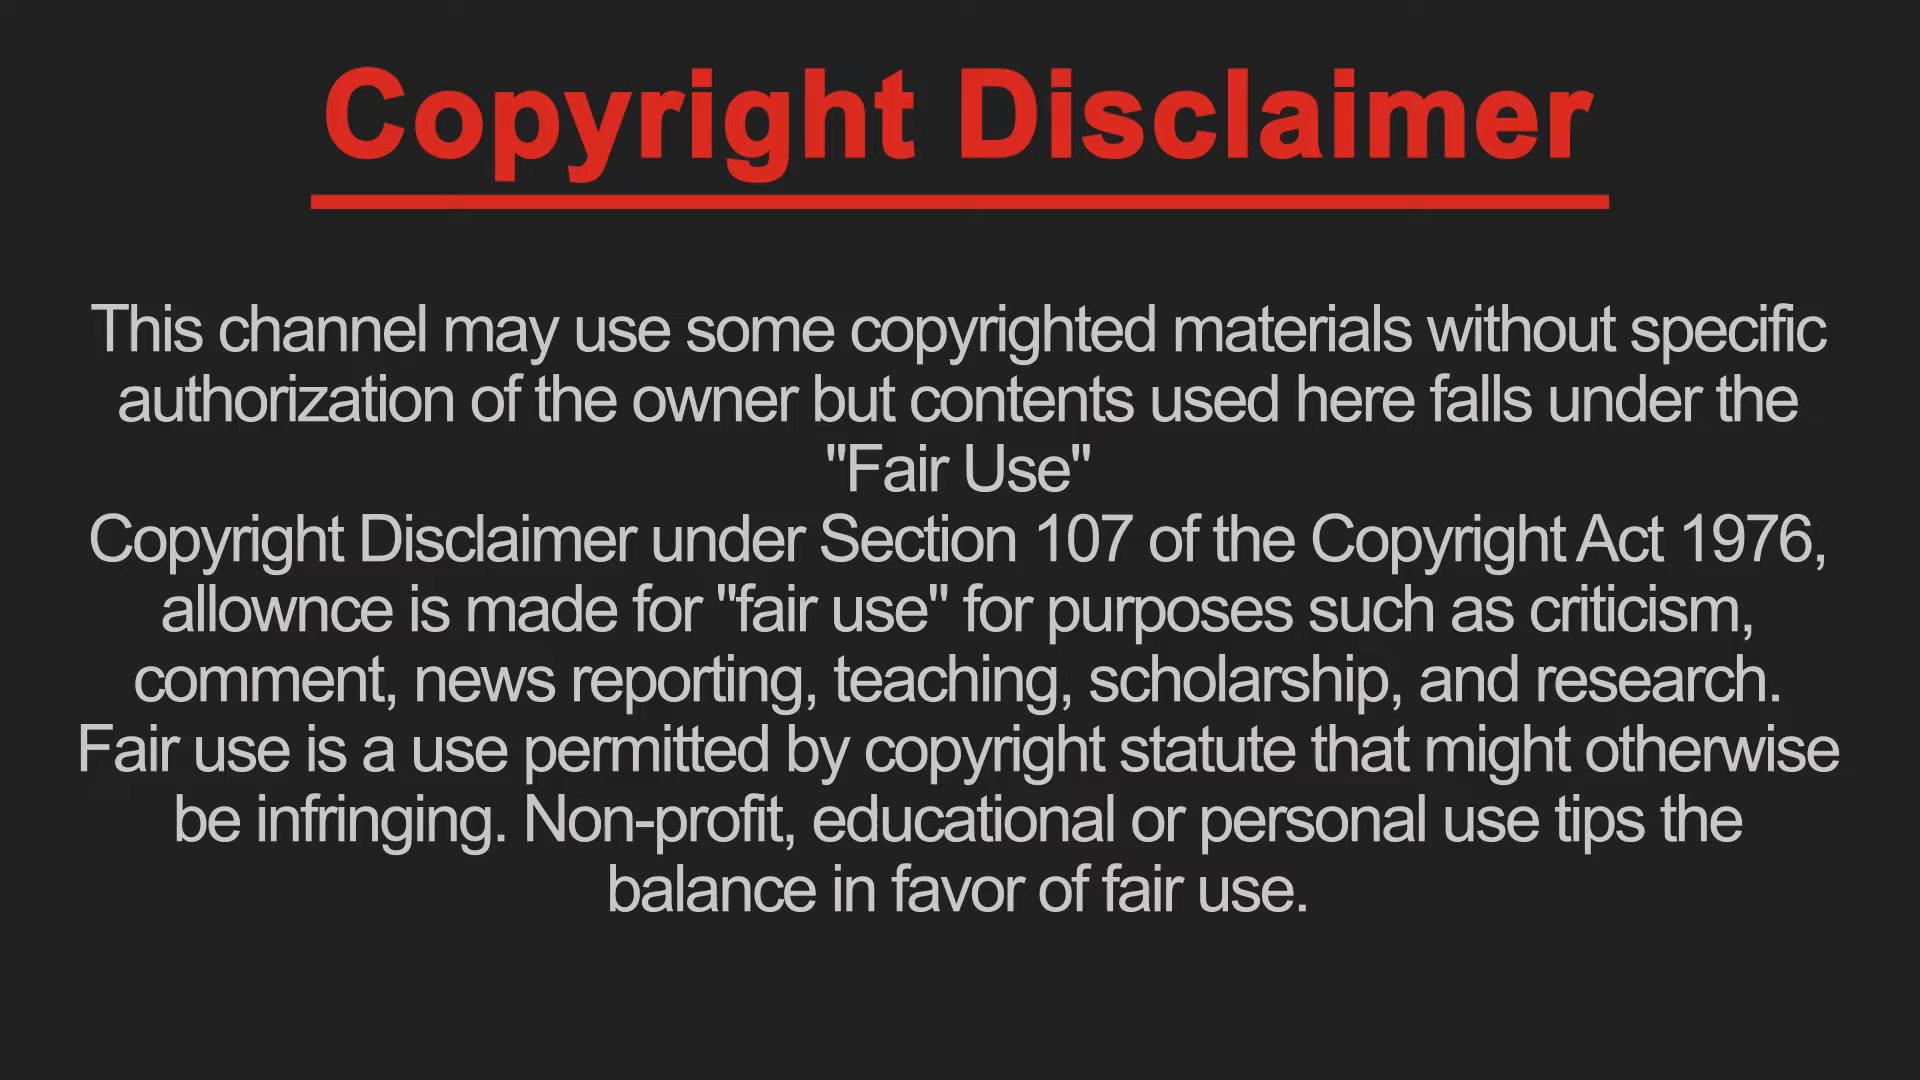 Copyright Disclaimer
This channel may use some copyrighted materials without specific
authorization of the owner but contents used here falls under the
"Fair Use"
Copyright Disclaimer under Section 107 of the Copyright Act 1976,
allownce is made for "fair use" for purposes such as criticism,
comment, news reporting, teaching, scholarship, and research.
Fair use is a use permitted by copyright statute that might otherwise
be infringing. Non-profit, educational or personal use tips the
balance in favor of fair use.